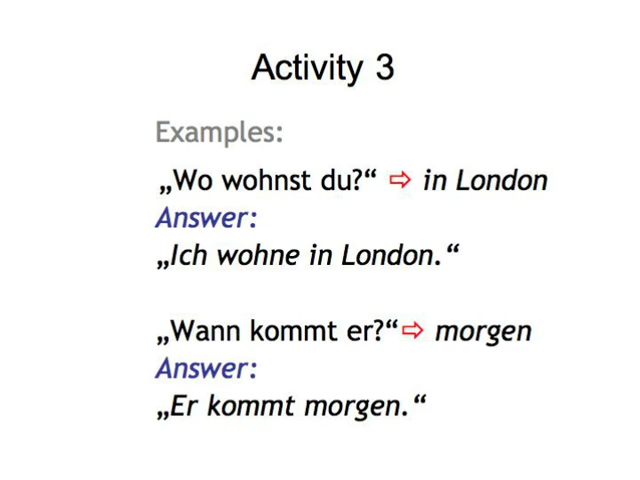 Activity 3
Examples:
„Wo wohnst du?“ ⇨ in London
Answer:
„Ich wohne in London.“
„Wann kommt er?“⇨ morgen
Answer:
„Er kommt morgen.“